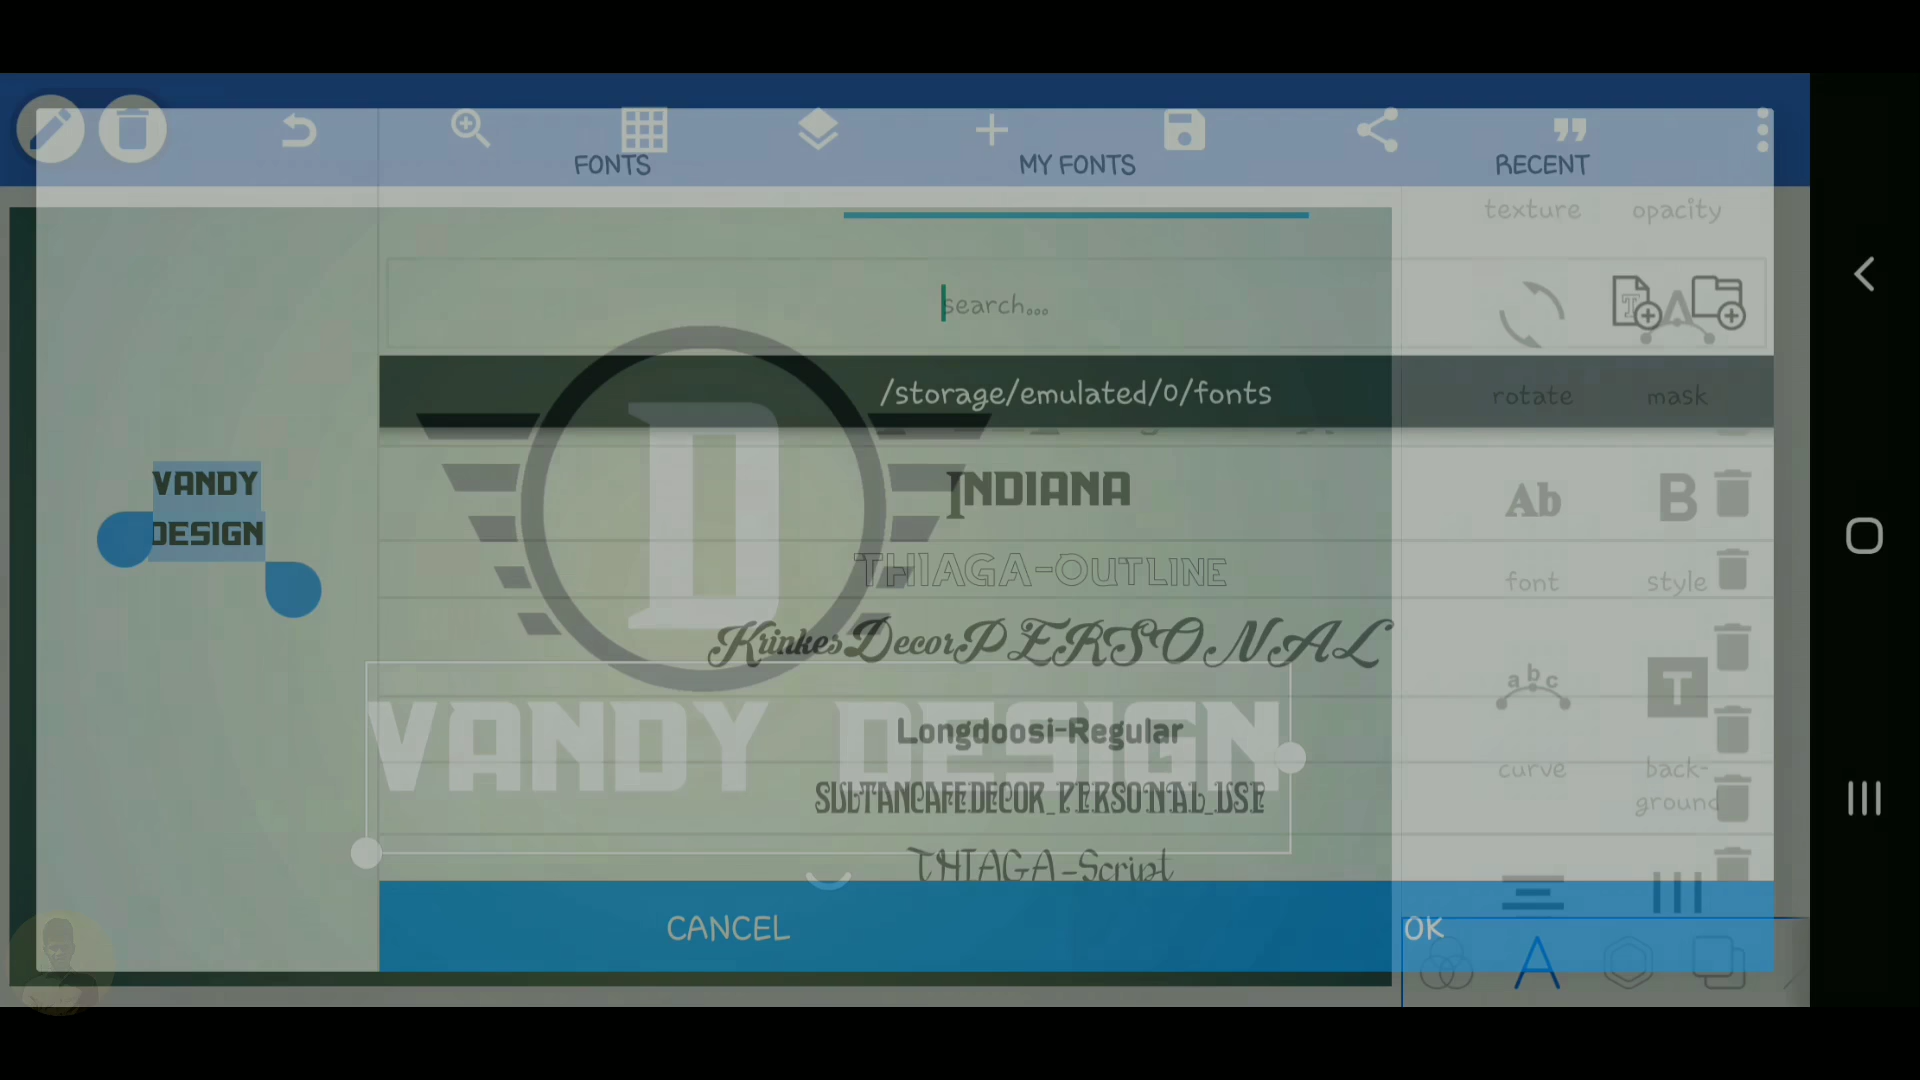 FONTS MY FONTS RECENT
texture opacity
search...
/storage/emulated/0/fonts
rotate mask
D
VANDY
DESIGN
INDIANA
Ab B
THIAGA-OUTLINE
font style
KrinkesDecorPERSONAL
abc T
VANDY DESIGN
Longdoosi-Regular
curve back-
ground
SULTANCAFEDECOR_PERSONAL_USE
THIAGA-Script
CANCEL OK
A